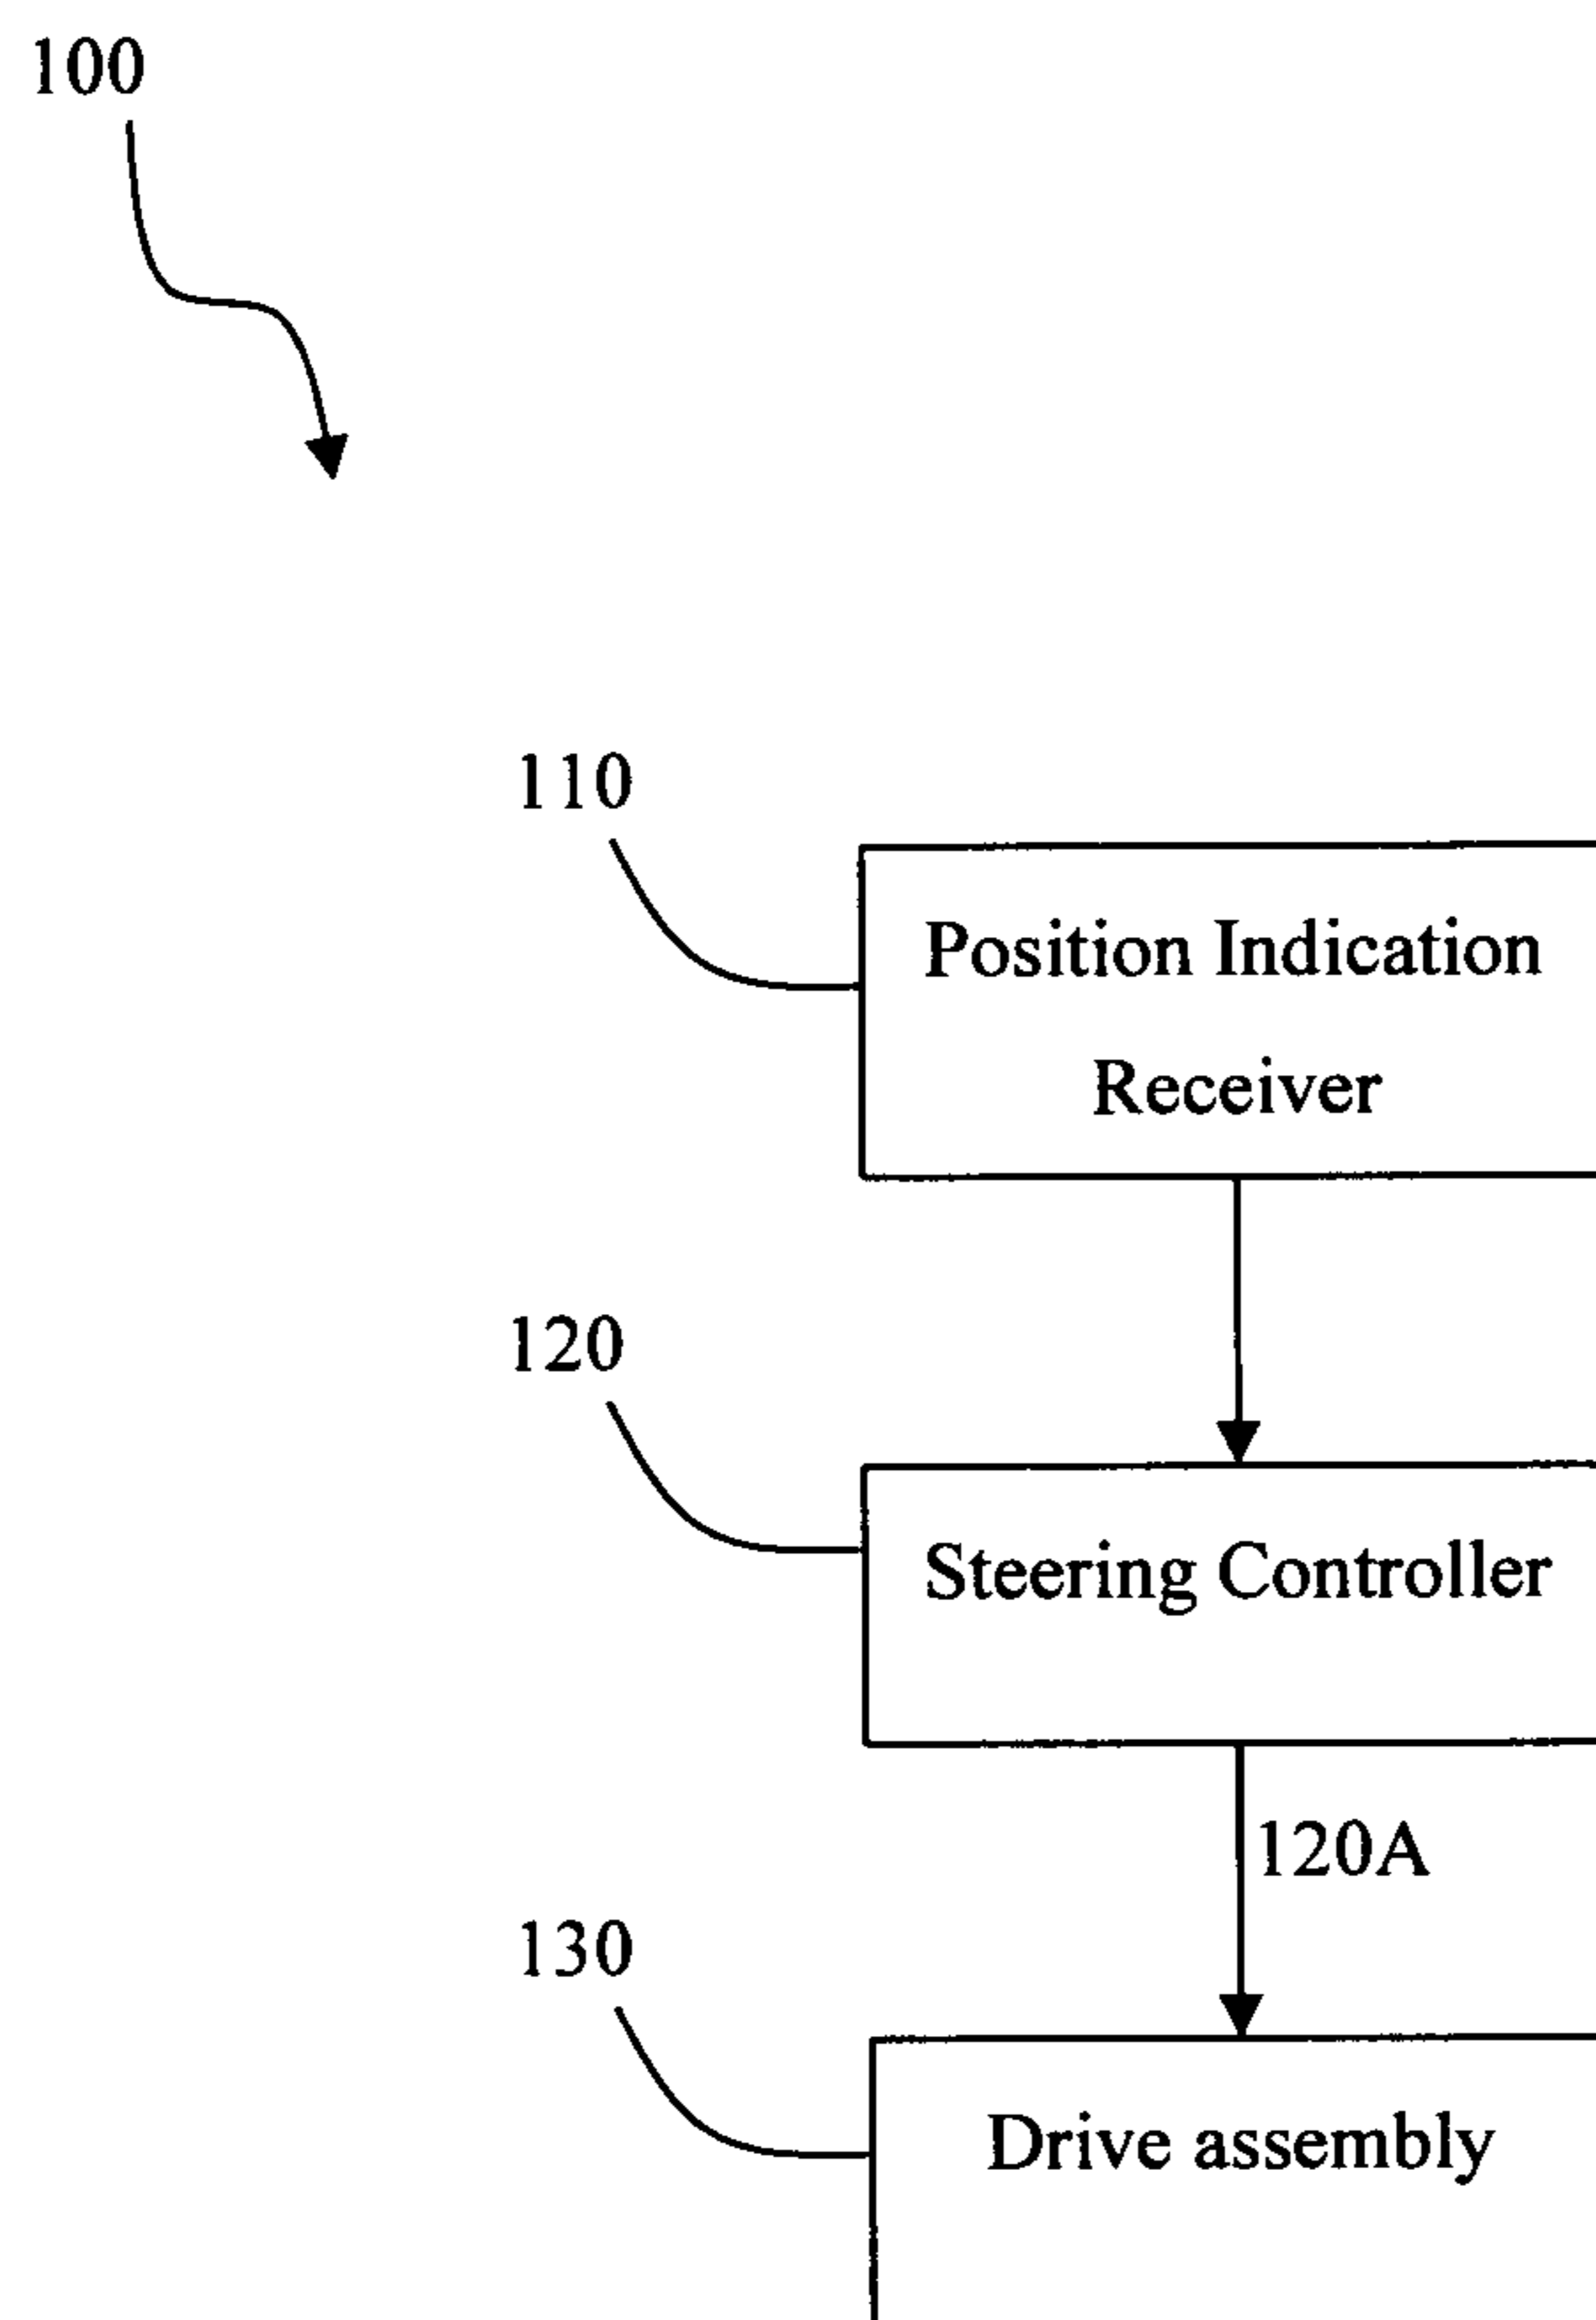 100
110
Position Indication
Receiver
120
Steering Controller
120A
130
Drive assembly